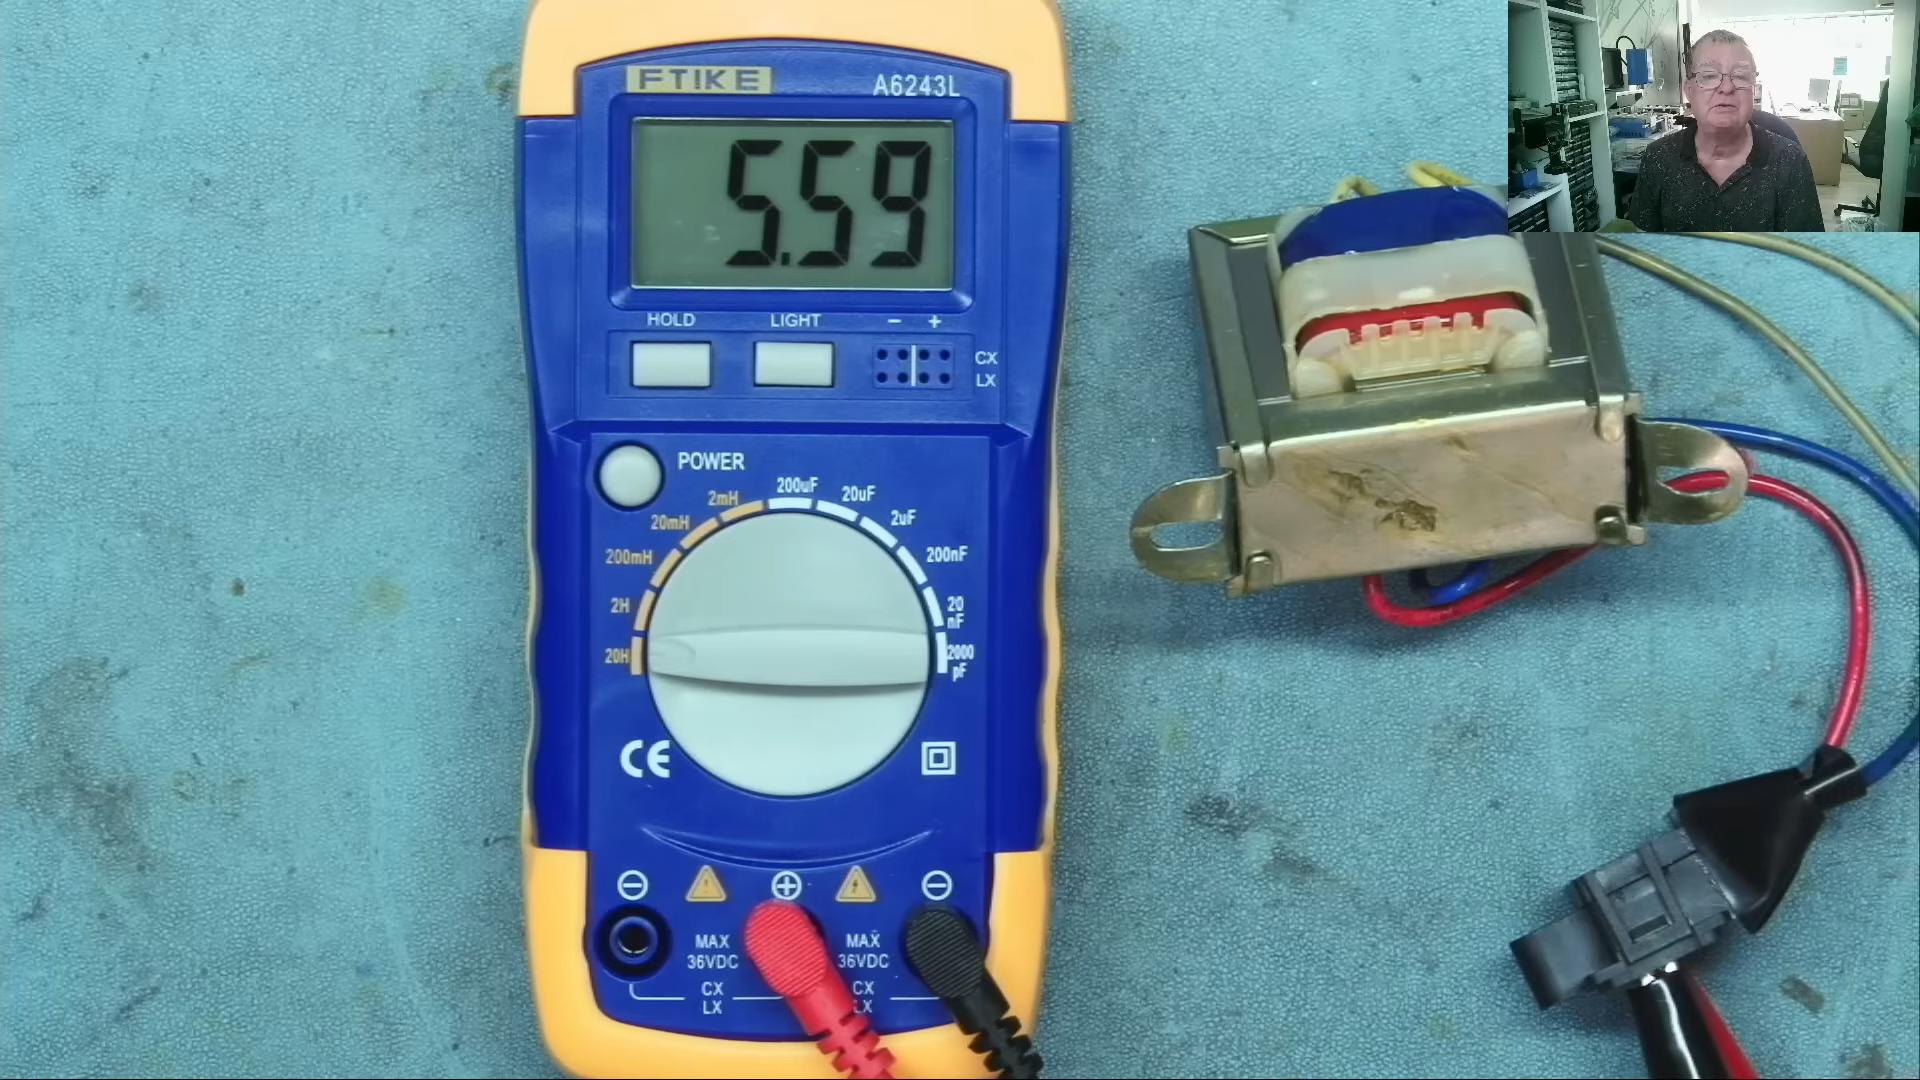 FTIKE
A6243L
5.59
HOLD
LIGHT
− +
CX
LX
POWER
200uF
2mH
20uF
20mH
2uF
200mH
200nF
2H
20
nF
20H
2000
pF
CE
MAX
36VDC
MAX
36VDC
CX
LX
CX
LX